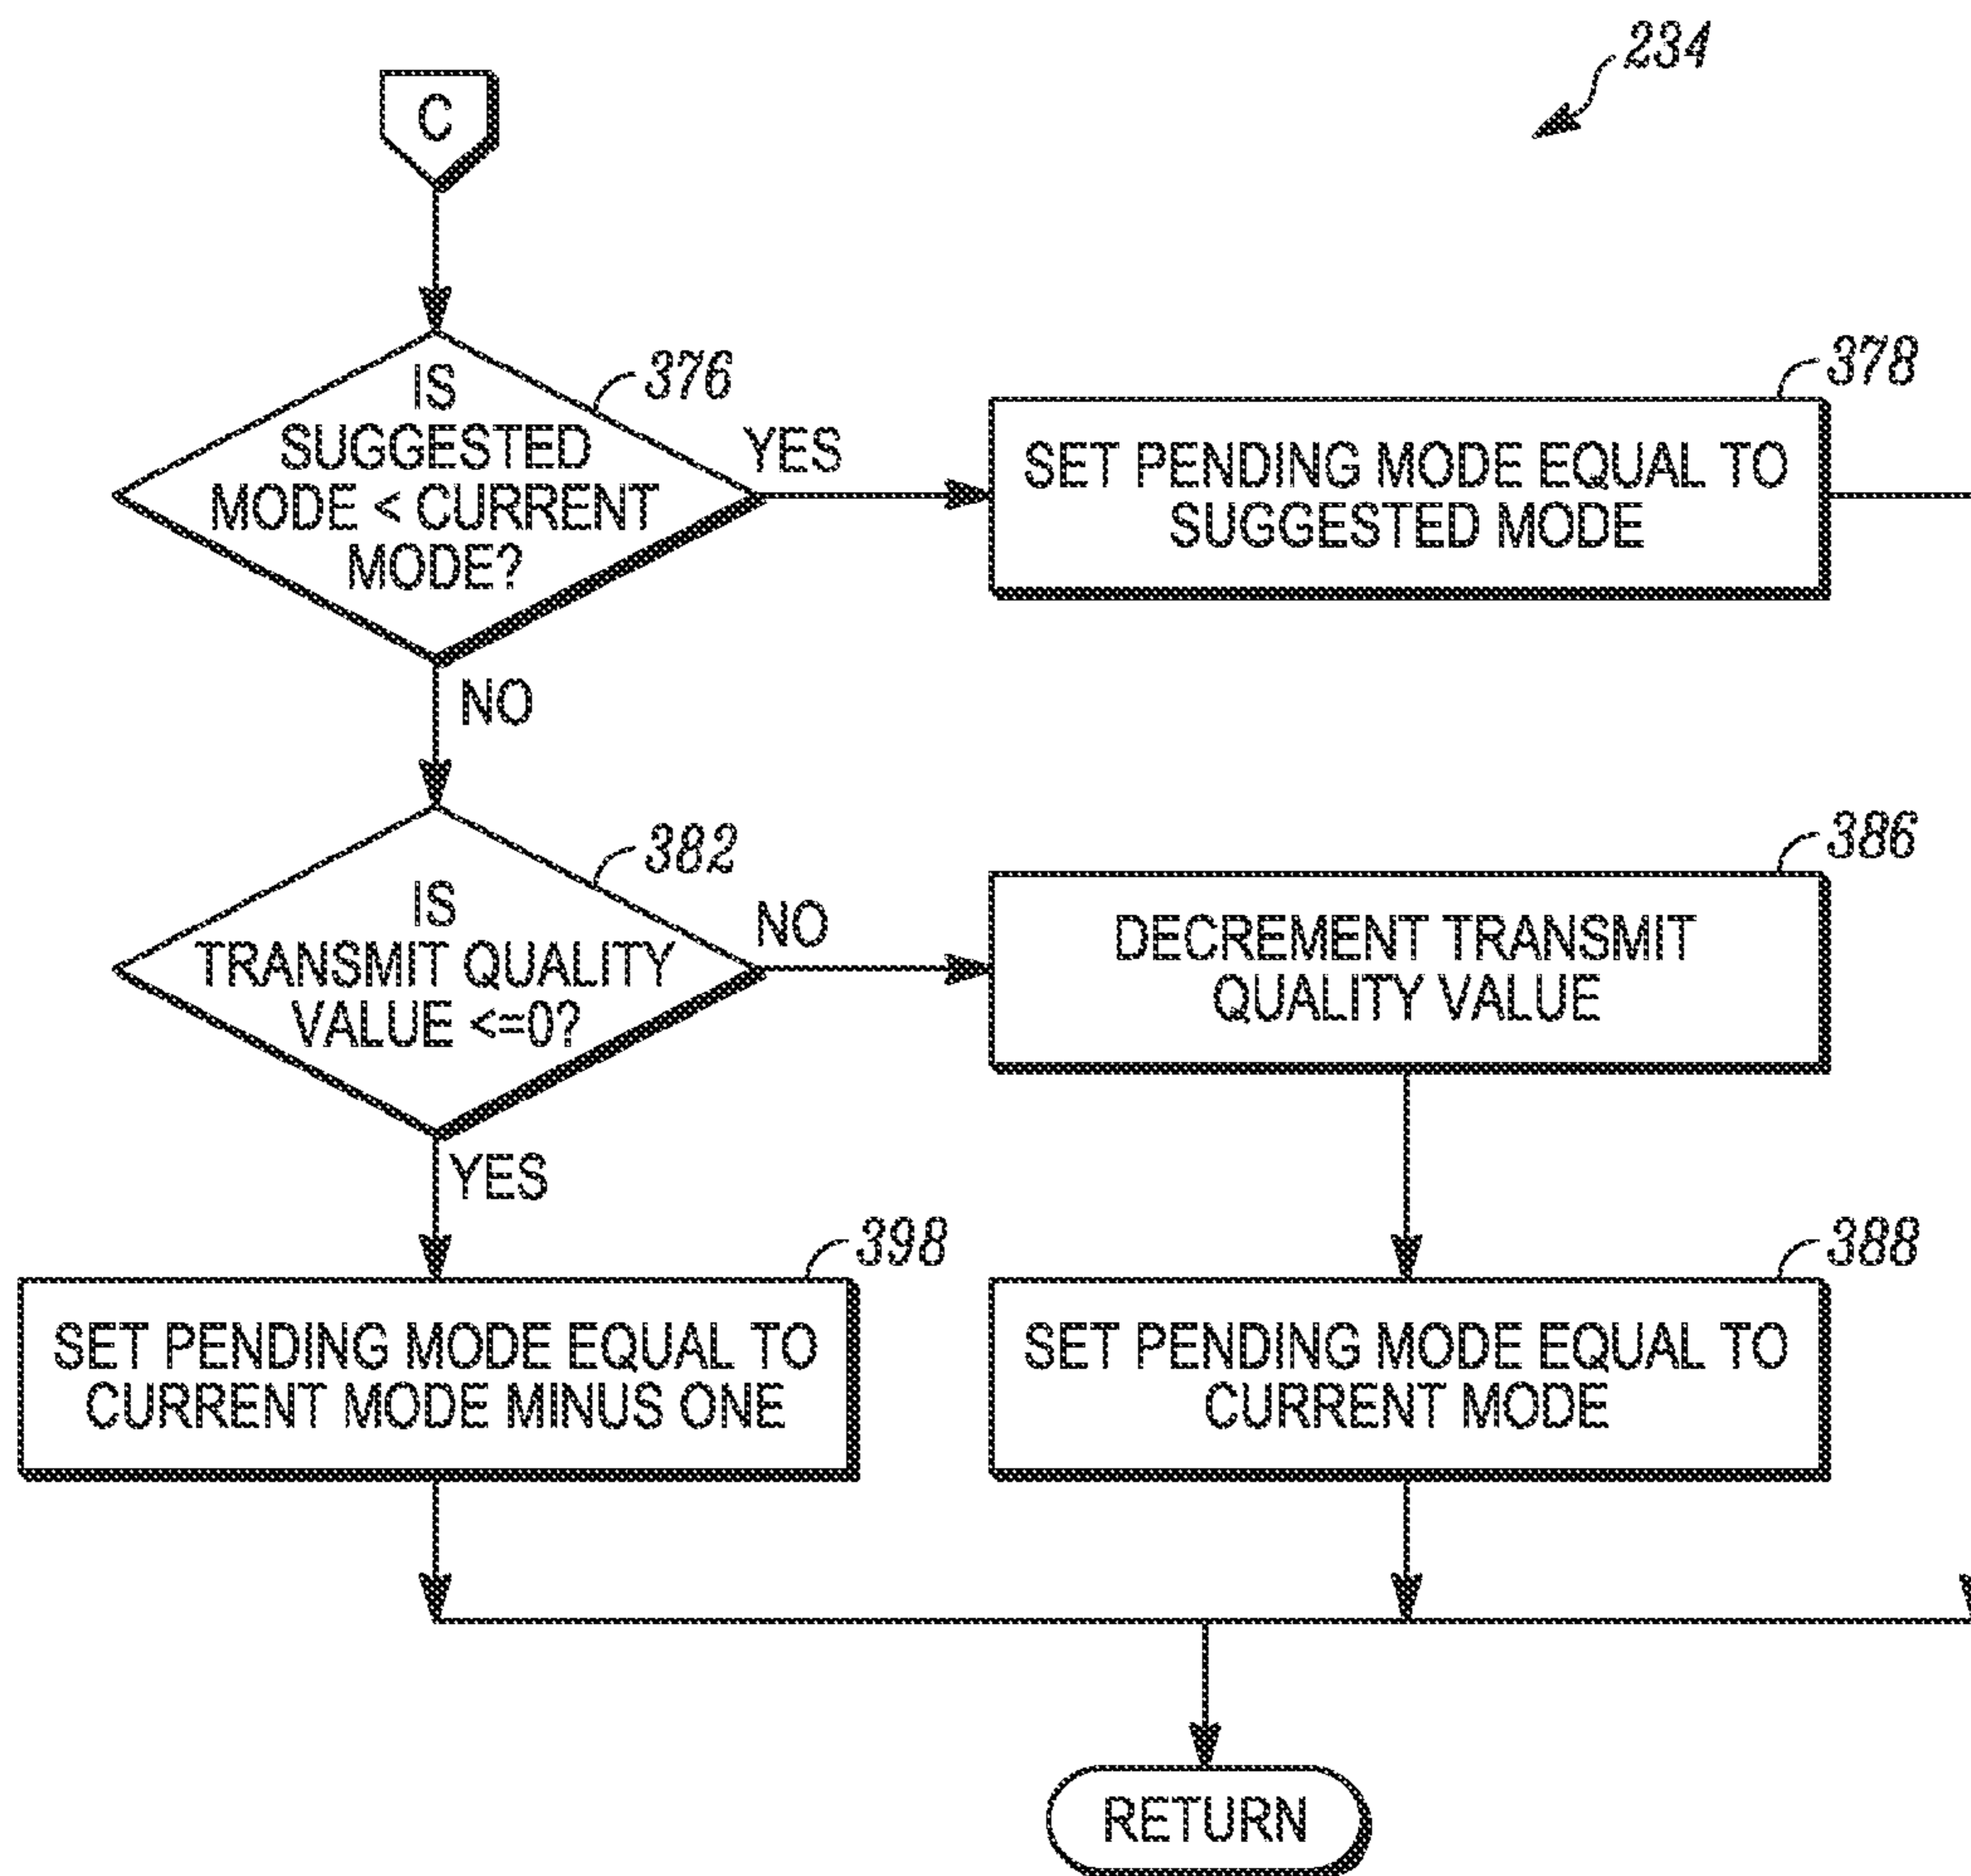 234
C
IS
SUGGESTED
MODE < CURRENT
MODE?
376
YES
378
SET PENDING MODE EQUAL TO
SUGGESTED MODE
NO
IS
TRANSMIT QUALITY
VALUE <=0?
382
NO
386
DECREMENT TRANSMIT
QUALITY VALUE
YES
398
SET PENDING MODE EQUAL TO
CURRENT MODE MINUS ONE
388
SET PENDING MODE EQUAL TO
CURRENT MODE
RETURN